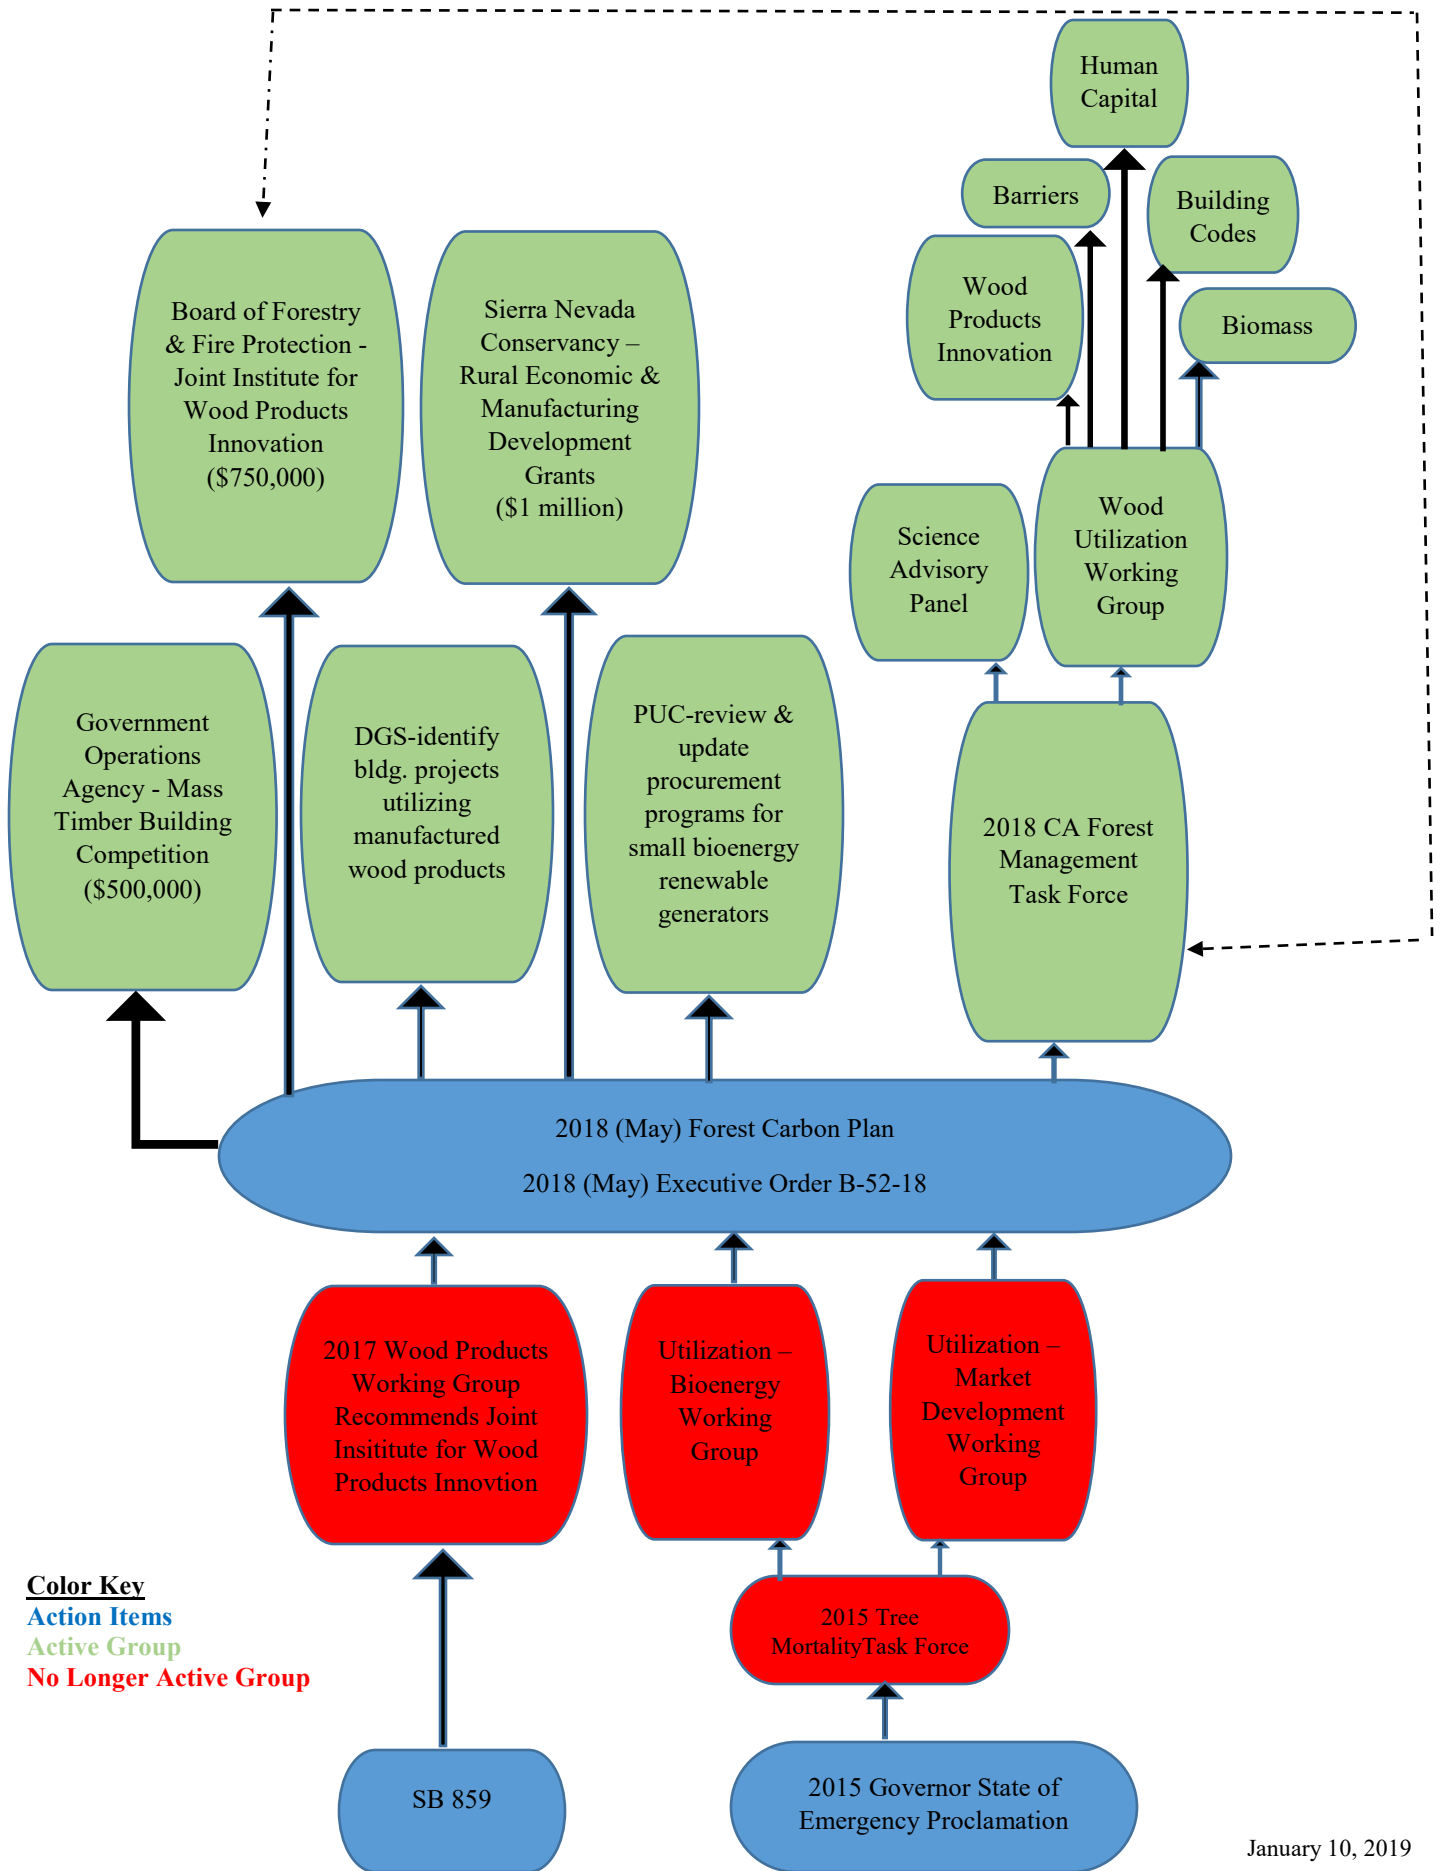 Human
Capital
Barriers
Building
Codes
Wood
Products
Innovation
Biomass
Board of Forestry
& Fire Protection -
Joint Institute for
Wood Products
Innovation
($750,000)
Sierra Nevada
Conservancy –
Rural Economic &
Manufacturing
Development
Grants
($1 million)
Science
Advisory
Panel
Wood
Utilization
Working
Group
Government
Operations
Agency - Mass
Timber Building
Competition
($500,000)
DGS-identify
bldg. projects
utilizing
manufactured
wood products
PUC-review &
update
procurement
programs for
small bioenergy
renewable
generators
2018 CA Forest
Management
Task Force
2018 (May) Forest Carbon Plan
2018 (May) Executive Order B-52-18
2017 Wood Products
Working Group
Recommends Joint
Insititute for Wood
Products Innovtion
Utilization –
Bioenergy
Working
Group
Utilization –
Market
Development
Working
Group
Color Key
Action Items
Active Group
No Longer Active Group
2015 Tree
MortalityTask Force
SB 859
2015 Governor State of
Emergency Proclamation
January 10, 2019